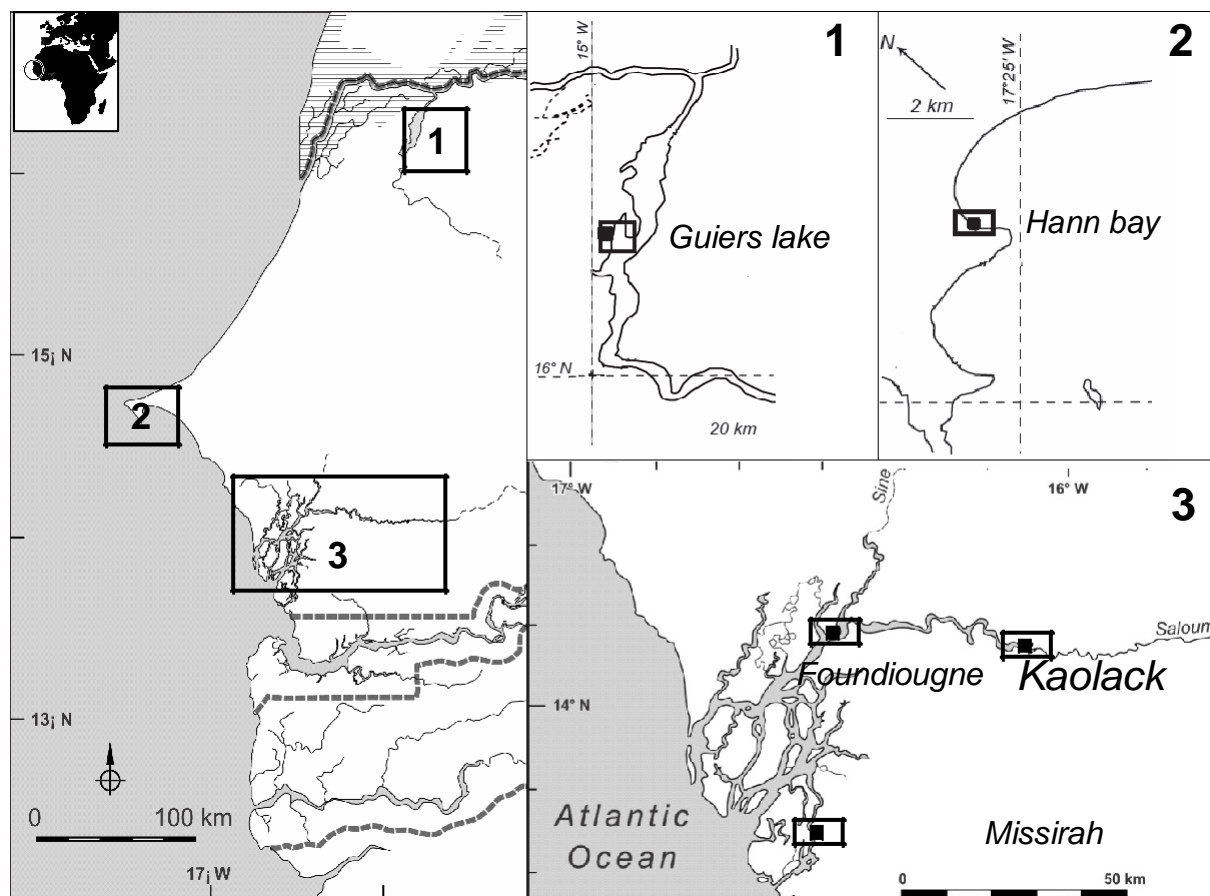 1
2
3
15¡ N
13¡ N
0 100 km
17¡ W
1
15° W
Guiers lake
16° N
20 km
2
N
2 km
17°25' W
Hann bay
3
17° W
16° W
Sine
Saloum
Foundiougne
Kaolack
14° N
Atlantic
Ocean
Missirah
0 50 km